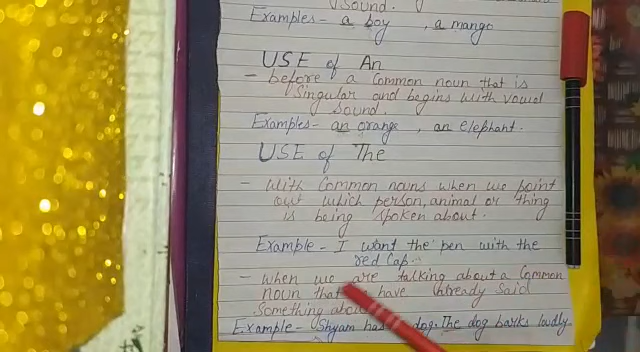 Sound.
Examples- a boy , a mango
USE of An
- before a Common noun that is
Singular and begins with vowel
Sound.
Examples- an orange , an elephant.
USE of The
- With Common nouns when we point
out which person, animal or thing
is being spoken about.
Example - I want the pen with the
red Cap.
- when we are talking about a Common
noun that have already Said
Something
Example- Shyam has dog. The dog barks loudly.